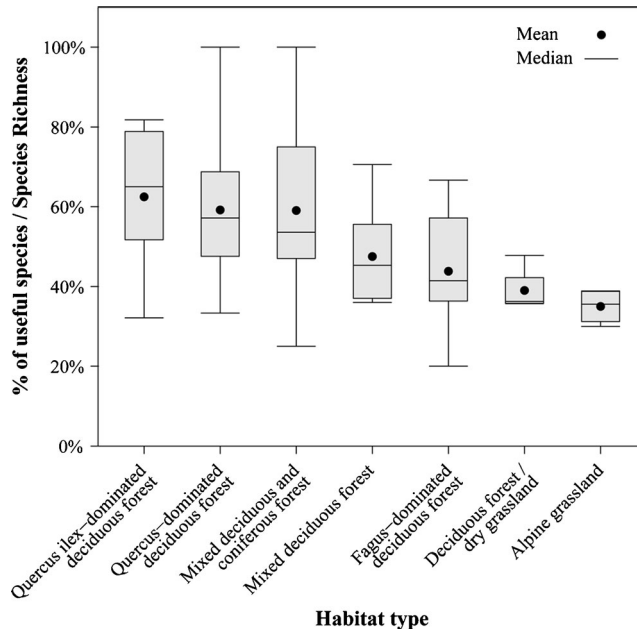 Mean
Median
100%
80%
60%
40%
20%
0%
% of useful species / Species Richness
Quercus ilex–dominated
deciduous forest
Quercus–dominated
deciduous forest
Mixed deciduous and
coniferous forest
Mixed deciduous forest
Fagus–dominated
deciduous forest
Deciduous forest /
dry grassland
Alpine grassland
Habitat type